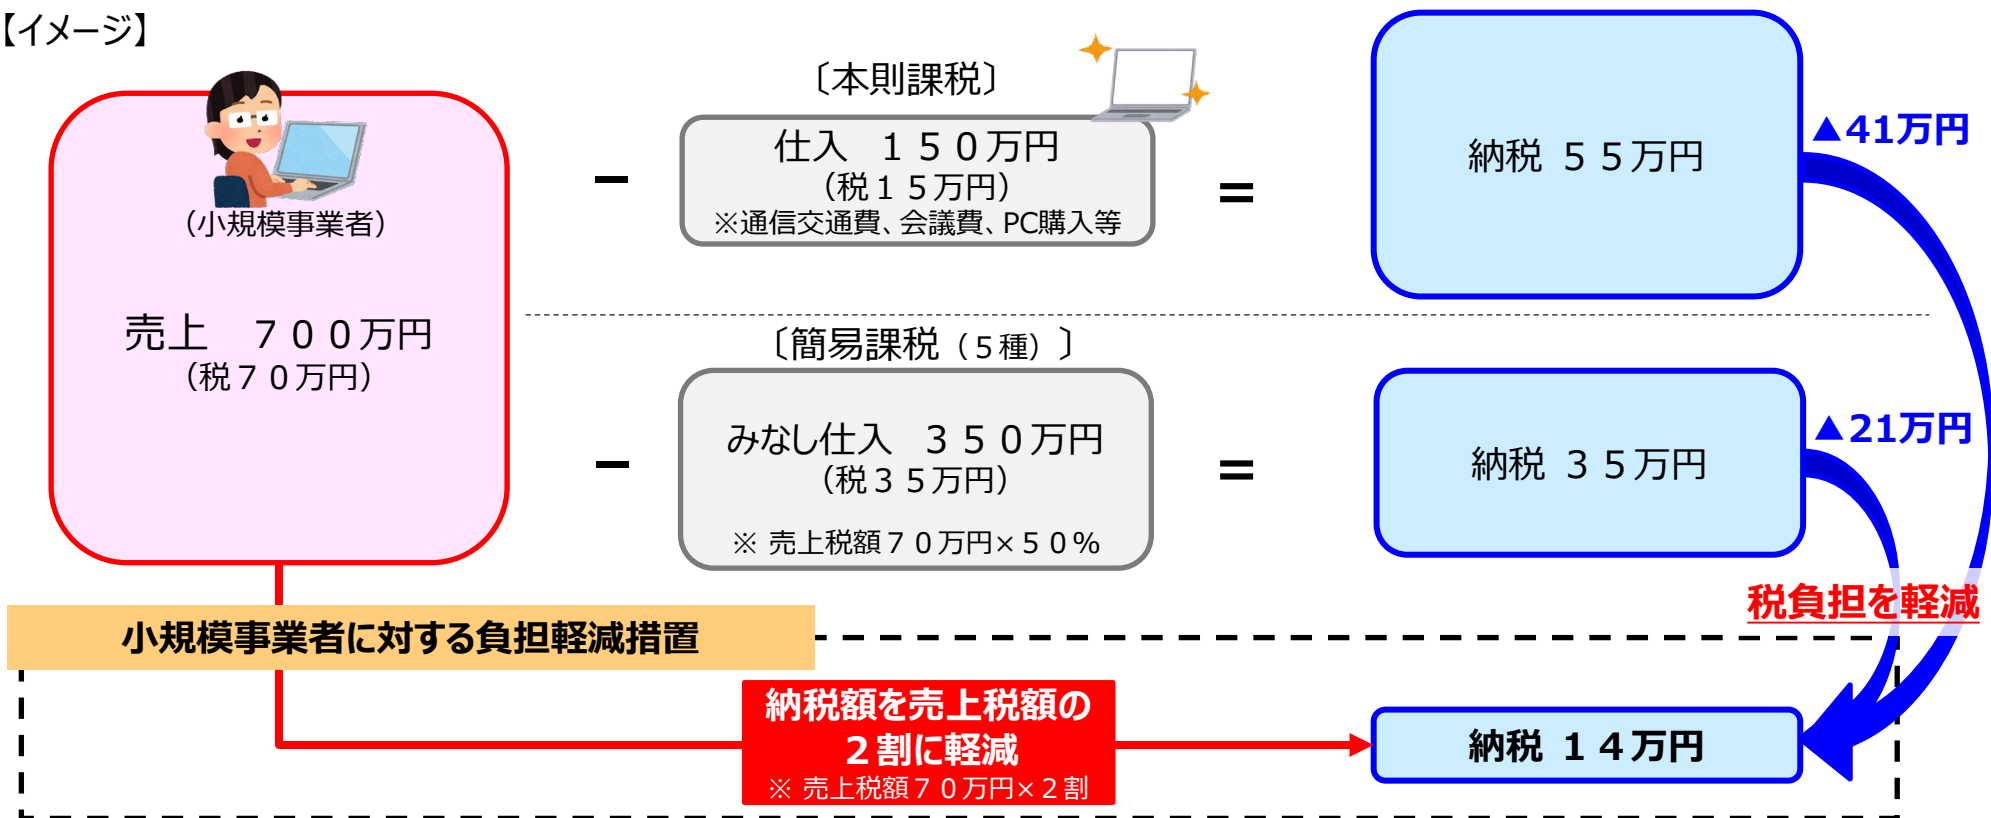 【イメージ】
（小規模事業者）
売上　７００万円
（税７０万円）
〔本則課税〕
－
仕入　１５０万円
（税１５万円）
※通信交通費、会議費、PC購入等
＝
納税 ５５万円
▲41万円
〔簡易課税（５種）〕
－
みなし仕入　３５０万円
（税３５万円）
※ 売上税額７０万円×５０％
＝
納税 ３５万円
▲21万円
税負担を軽減
小規模事業者に対する負担軽減措置
納税額を売上税額の
２割に軽減
※ 売上税額７０万円×２割
納税 １４万円